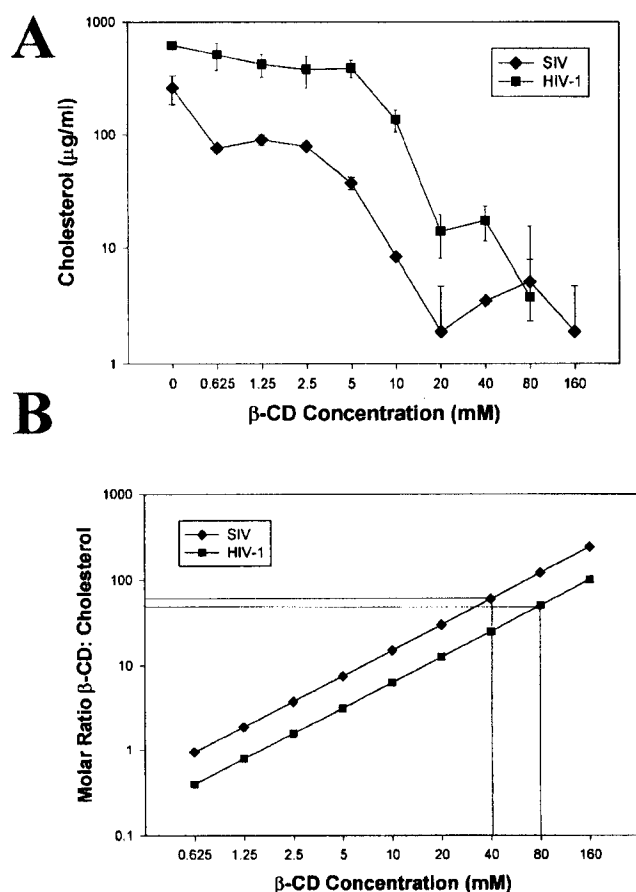 A
1000
100
10
1
Cholesterol (μg/ml)
SIV
HIV-1
0 0.625 1.25 2.5 5 10 20 40 80 160
β-CD Concentration (mM)
B
1000
100
10
1
0.1
Molar Ratio β-CD: Cholesterol
SIV
HIV-1
0.625 1.25 2.5 5 10 20 40 80 160
β-CD Concentration (mM)